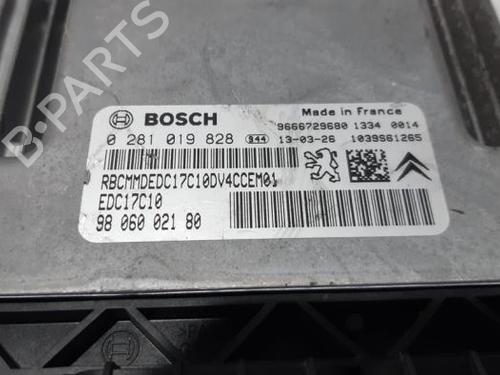 B-PARTS
BOSCH
Made in France
0 281 019 828 944
9666729680 1334 0014
13-03-26 1039S61265
RBCMMDEDC17C10DV4CCEM01
EDC17C10
98 060 021 80